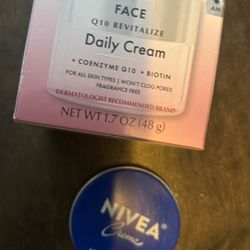 FACE
Q10 REVITALIZE
Daily Cream
+ COENZYME Q10 + BIOTIN
FOR ALL SKIN TYPES | WON'T CLOG PORES
FRAGRANCE FREE
DERMATOLOGIST RECOMMENDED BRAND
NET WT 1.7 OZ (48 g)
AM
NIVEA
Creme